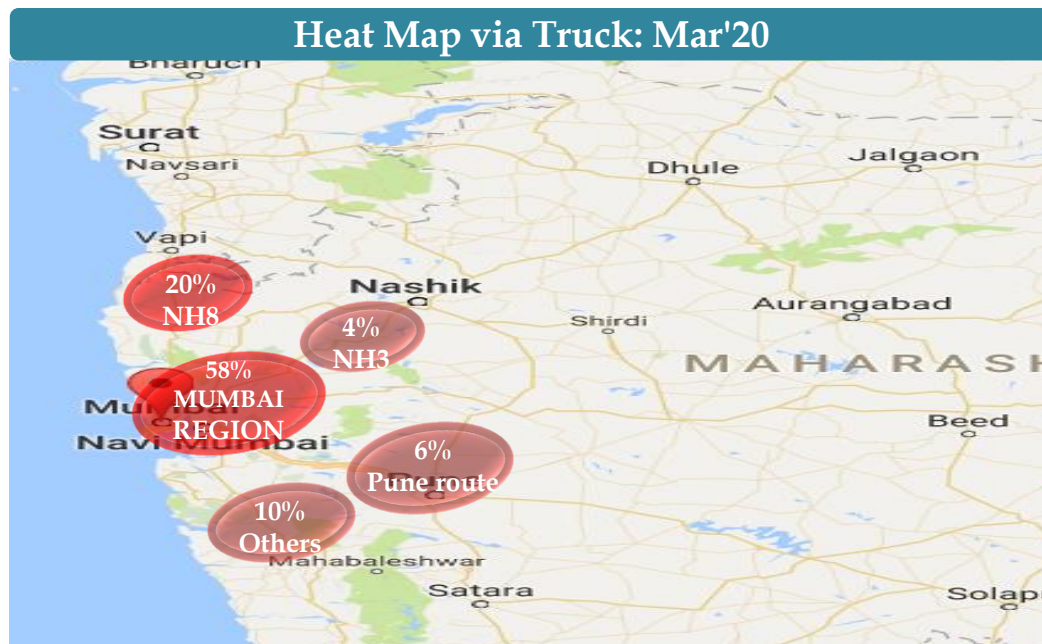 Heat Map via Truck: Mar'20
Bharuch
Surat
Navsari
Dhule
Jalgaon
Vapi
20%
NH8
Nashik
Aurangabad
Shirdi
4%
NH3
MAHARASH
58%
MUMBAI
REGION
Mumbai
Navi Mumbai
Beed
6%
Pune route
10%
Others
Mahabaleshwar
Satara
Solap